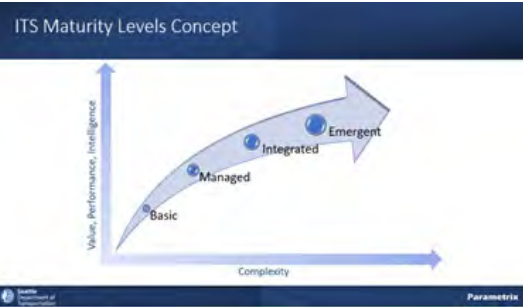 ITS Maturity Levels Concept
Value, Performance, Intelligence
Emergent
Integrated
Managed
Basic
Complexity
Seattle
Department of
Transportation
Parametrix